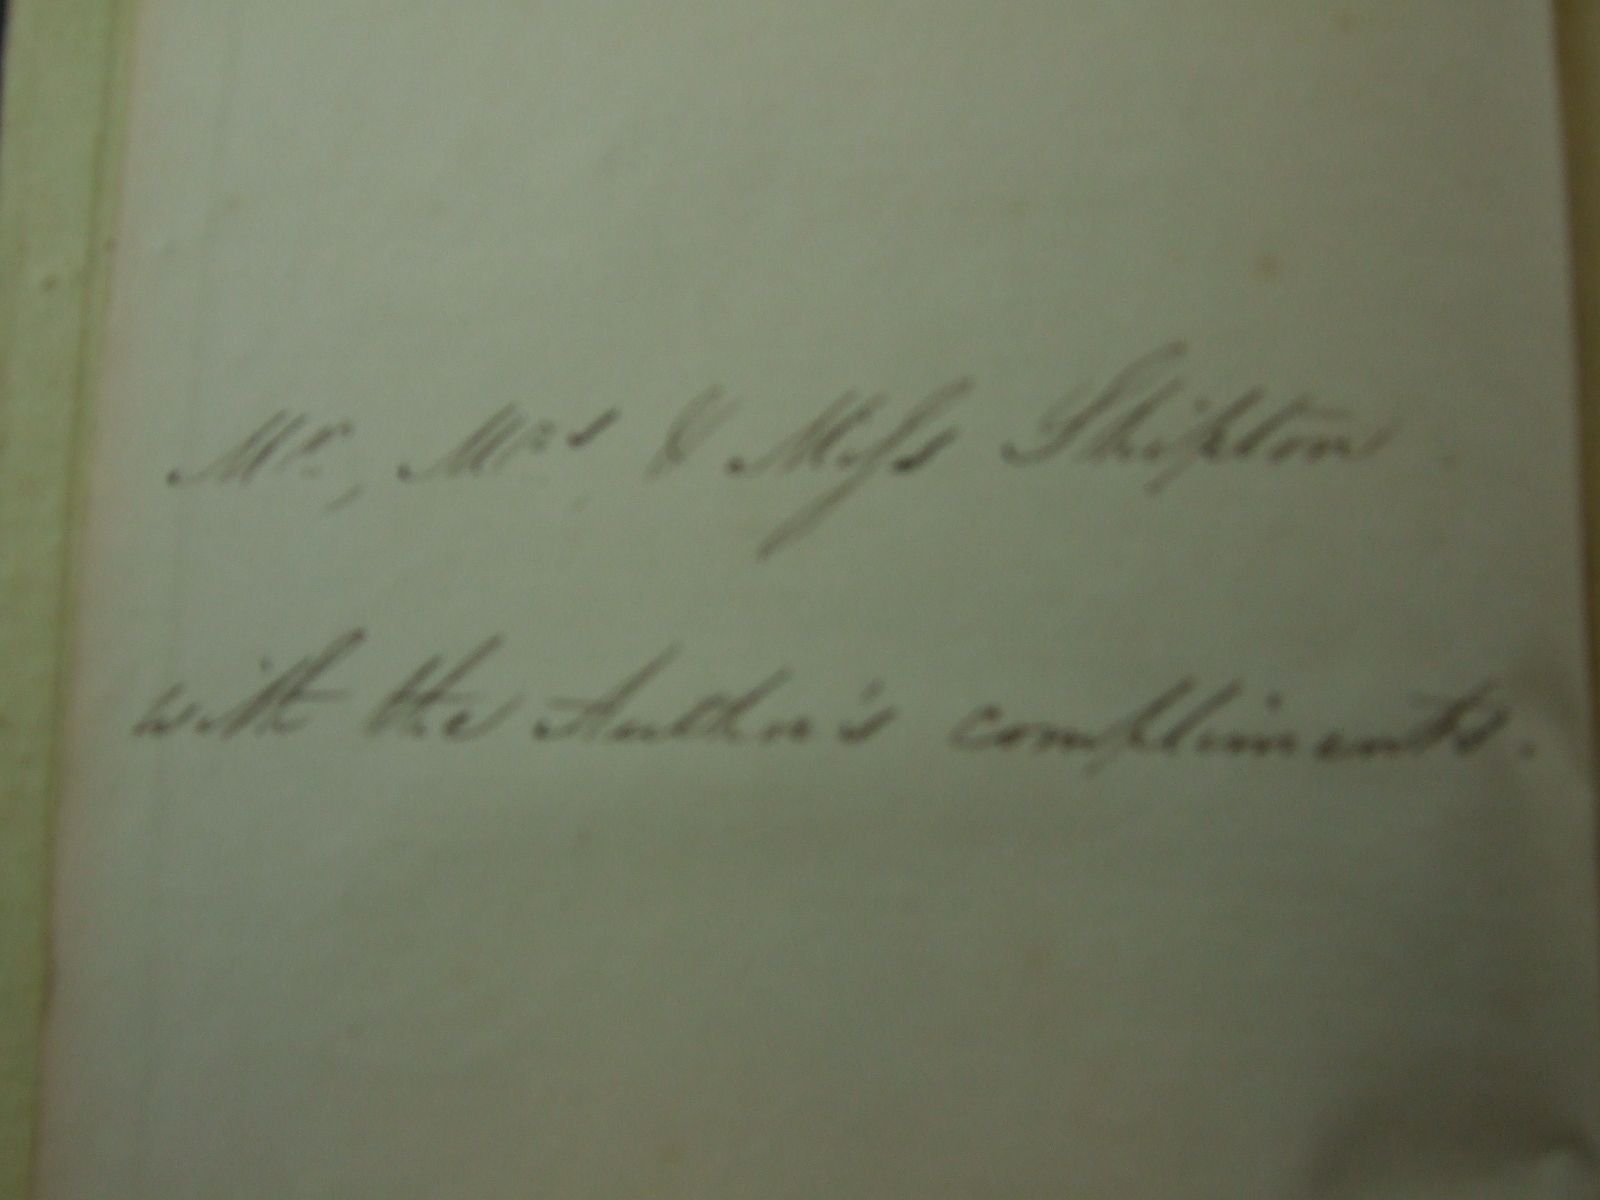 Mr, Mrs, & Miss Shipton
with the Author's compliments.